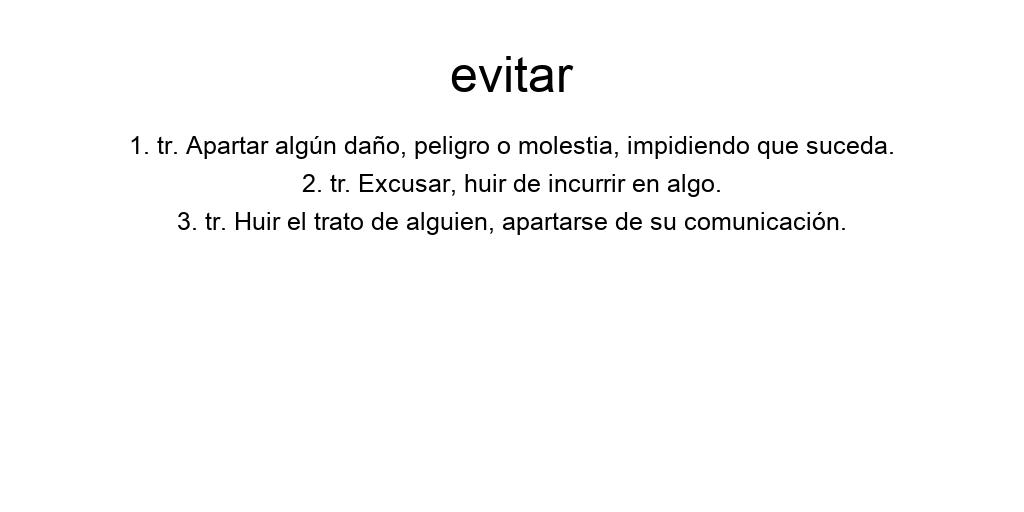 evitar
1. tr. Apartar algún daño, peligro o molestia, impidiendo que suceda.
2. tr. Excusar, huir de incurrir en algo.
3. tr. Huir el trato de alguien, apartarse de su comunicación.